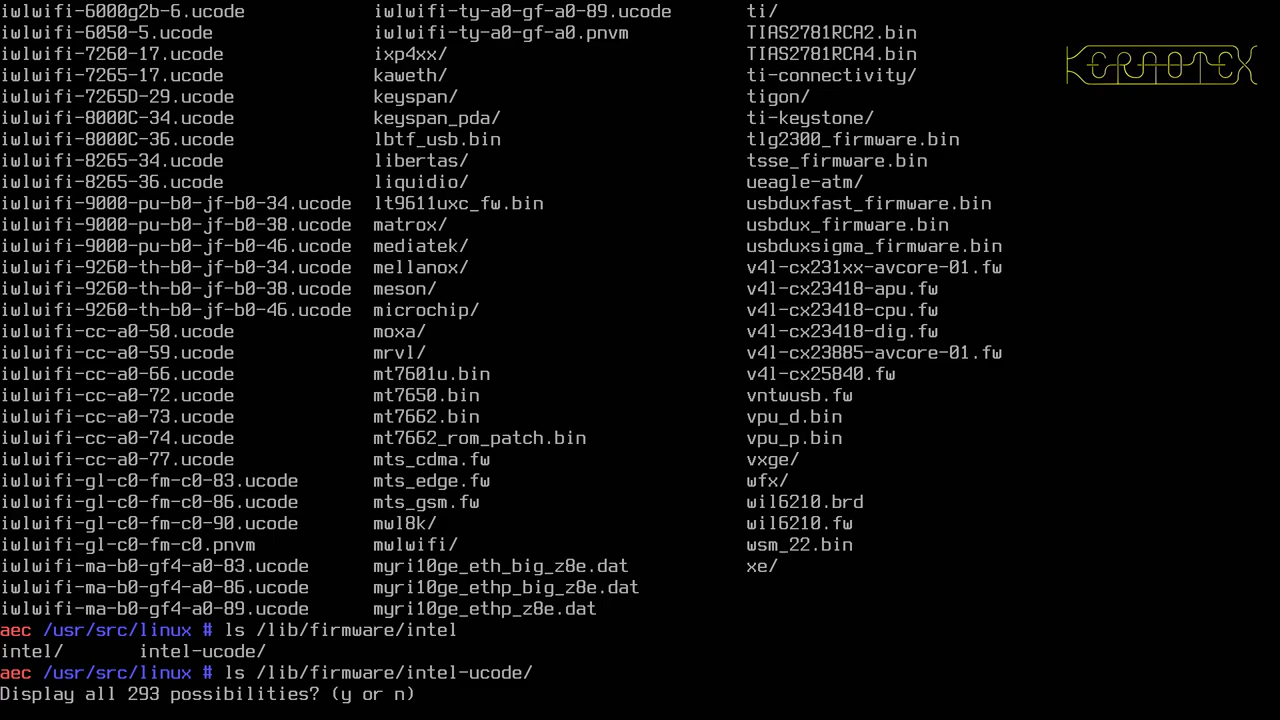 iwlwifi-6000g2b-6.ucode iwlwifi-ty-a0-gf-a0-89.ucode ti/
iwlwifi-6050-5.ucode iwlwifi-ty-a0-gf-a0.pnvm TIAS2781RCA2.bin
iwlwifi-7260-17.ucode ixp4xx/ TIAS2781RCA4.bin
iwlwifi-7265-17.ucode kaweth/ ti-connectivity/
iwlwifi-7265D-29.ucode keyspan/ tigon/
iwlwifi-8000C-34.ucode keyspan_pda/ ti-keystone/
iwlwifi-8000C-36.ucode lbtf_usb.bin tlg2300_firmware.bin
iwlwifi-8265-34.ucode libertas/ tsse_firmware.bin
iwlwifi-8265-36.ucode liquidio/ ueagle-atm/
iwlwifi-9000-pu-b0-jf-b0-34.ucode lt9611uxc_fw.bin usbduxfast_firmware.bin
iwlwifi-9000-pu-b0-jf-b0-38.ucode matrox/ usbdux_firmware.bin
iwlwifi-9000-pu-b0-jf-b0-46.ucode mediatek/ usbduxsigma_firmware.bin
iwlwifi-9260-th-b0-jf-b0-34.ucode mellanox/ v4l-cx231xx-avcore-01.fw
iwlwifi-9260-th-b0-jf-b0-38.ucode meson/ v4l-cx23418-apu.fw
iwlwifi-9260-th-b0-jf-b0-46.ucode microchip/ v4l-cx23418-cpu.fw
iwlwifi-cc-a0-50.ucode moxa/ v4l-cx23418-dig.fw
iwlwifi-cc-a0-59.ucode mrvl/ v4l-cx23885-avcore-01.fw
iwlwifi-cc-a0-66.ucode mt7601u.bin v4l-cx25840.fw
iwlwifi-cc-a0-72.ucode mt7650.bin vntwusb.fw
iwlwifi-cc-a0-73.ucode mt7662.bin vpu_d.bin
iwlwifi-cc-a0-74.ucode mt7662_rom_patch.bin vpu_p.bin
iwlwifi-cc-a0-77.ucode mts_cdma.fw vxge/
iwlwifi-gl-c0-fm-c0-83.ucode mts_edge.fw wfx/
iwlwifi-gl-c0-fm-c0-86.ucode mts_gsm.fw wil6210.brd
iwlwifi-gl-c0-fm-c0-90.ucode mwl8k/ wil6210.fw
iwlwifi-gl-c0-fm-c0.pnvm mwlwifi/ wsm_22.bin
iwlwifi-ma-b0-gf4-a0-83.ucode myri10ge_eth_big_z8e.dat xe/
iwlwifi-ma-b0-gf4-a0-86.ucode myri10ge_ethp_big_z8e.dat
iwlwifi-ma-b0-gf4-a0-89.ucode myri10ge_ethp_z8e.dat
aec /usr/src/linux # ls /lib/firmware/intel
intel/ intel-ucode/
aec /usr/src/linux # ls /lib/firmware/intel-ucode/
Display all 293 possibilities? (y or n)